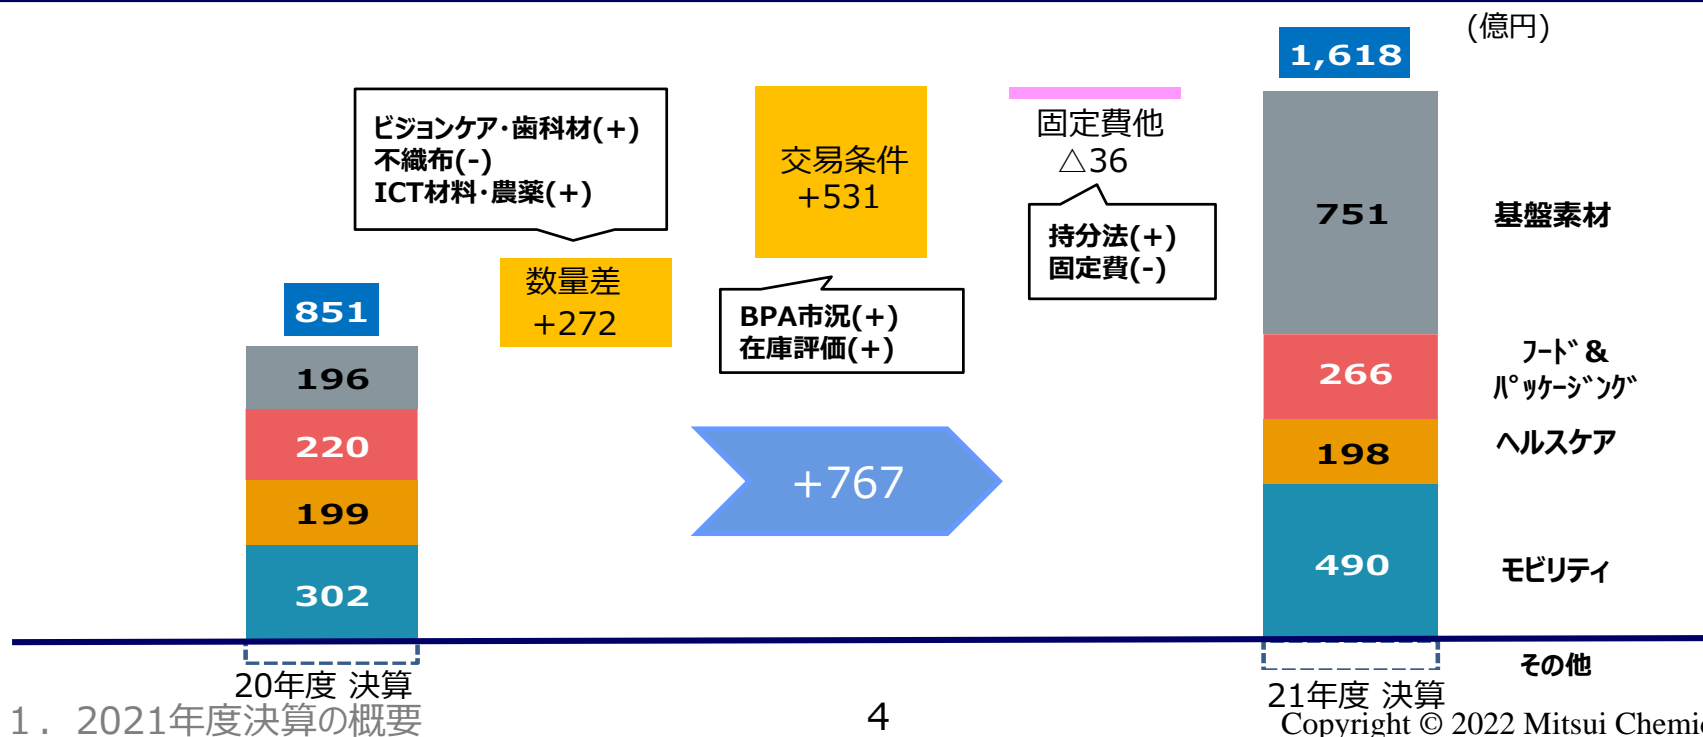 (億円)
1,618
ビジョンケア・歯科材(+)
不織布(-)
ICT材料・農薬(+)
交易条件
+531
固定費他
△36
持分法(+)
固定費(-)
751
基盤素材
数量差
+272
851
BPA市況(+)
在庫評価(+)
196
266
フード&
パッケージング
220
198
ヘルスケア
+767
199
490
モビリティ
302
その他
20年度 決算
21年度 決算
1. 2021年度決算の概要
4
Copyright © 2022 Mitsui Chemic